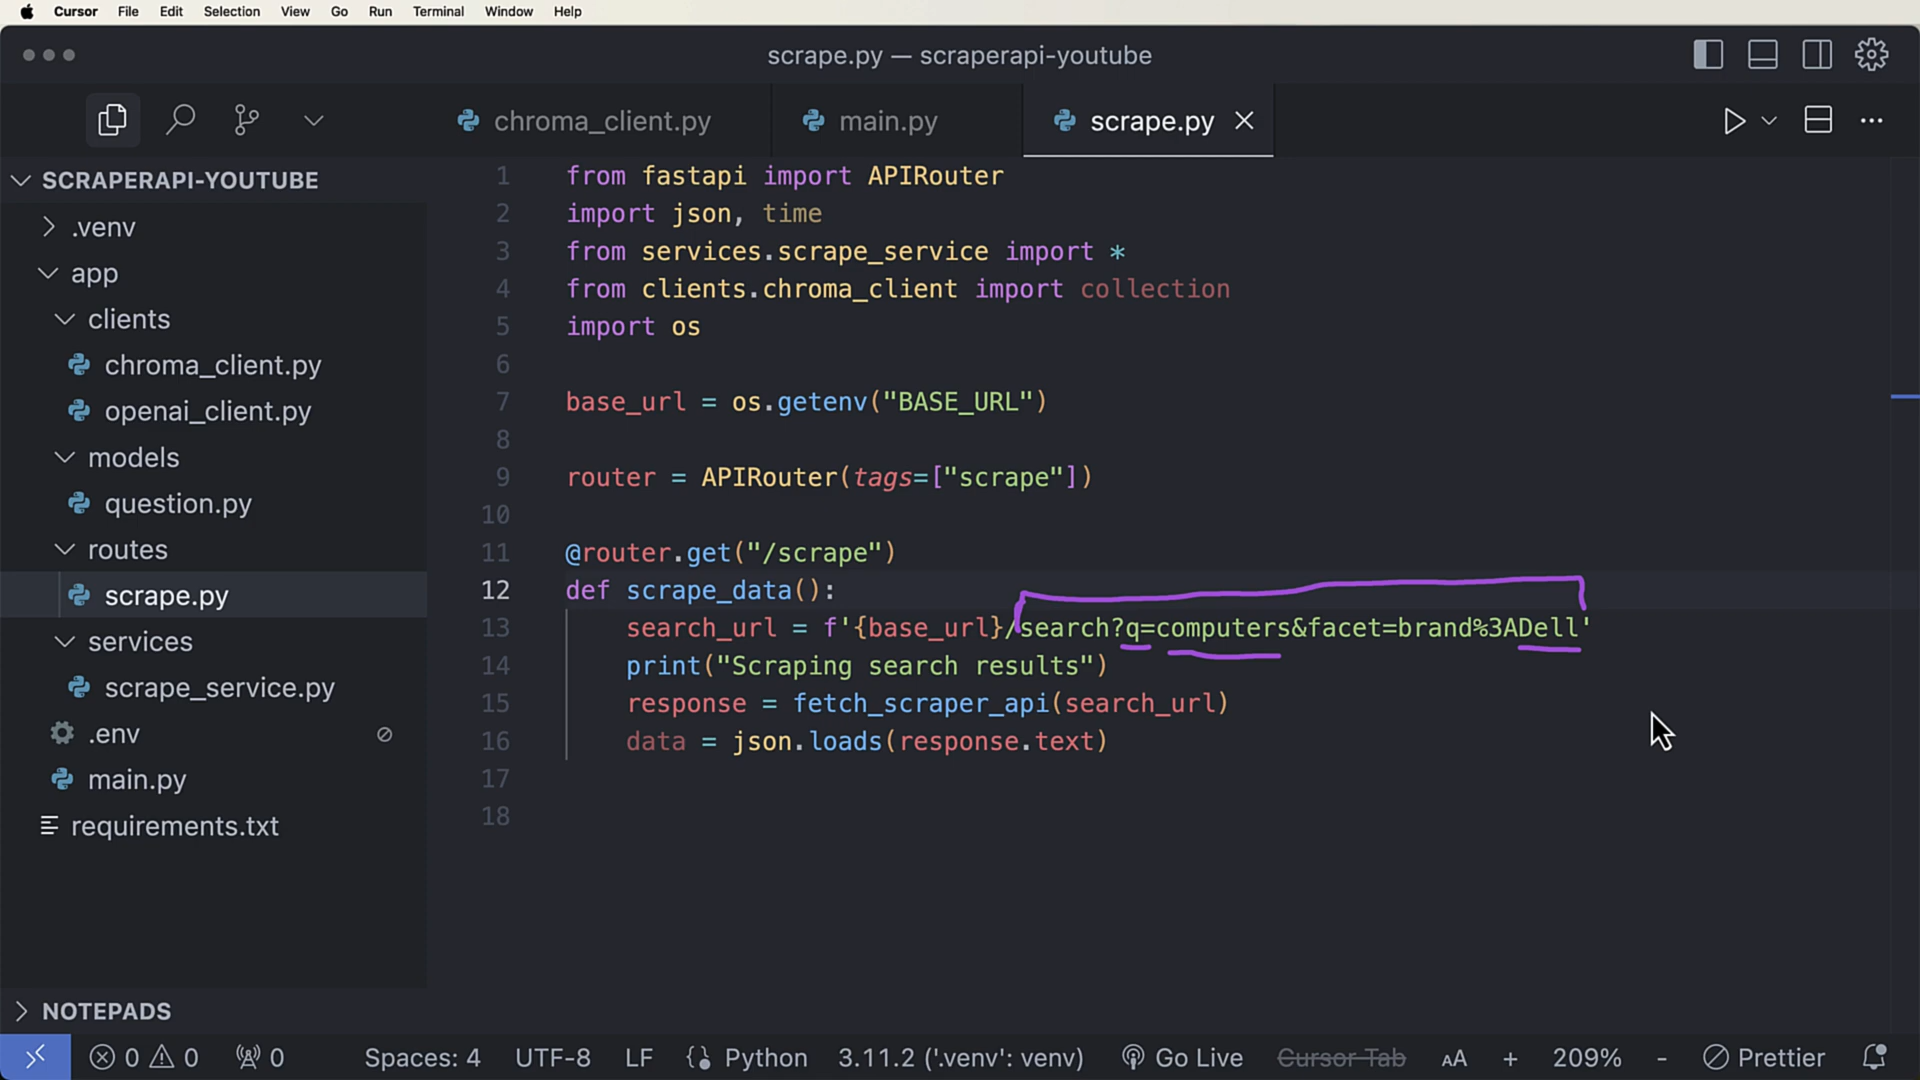 Cursor File Edit Selection View Go Run Terminal Window Help
scrape.py — scraperapi-youtube
chroma_client.py main.py scrape.py
SCRAPERAPI-YOUTUBE
.venv
app
clients
chroma_client.py
openai_client.py
models
question.py
routes
scrape.py
services
scrape_service.py
.env
main.py
requirements.txt
NOTEPADS
1 from fastapi import APIRouter
2 import json, time
3 from services.scrape_service import *
4 from clients.chroma_client import collection
5 import os
6
7 base_url = os.getenv("BASE_URL")
8
9 router = APIRouter(tags=["scrape"])
10
11 @router.get("/scrape")
12 def scrape_data():
13 search_url = f'{base_url}/search?q=computers&facet=brand%3ADell'
14 print("Scraping search results")
15 response = fetch_scraper_api(search_url)
16 data = json.loads(response.text)
17
18
0 0 0 Spaces: 4 UTF-8 LF Python 3.11.2 ('.venv': venv) Go Live Cursor Tab AA + 209% - Prettier